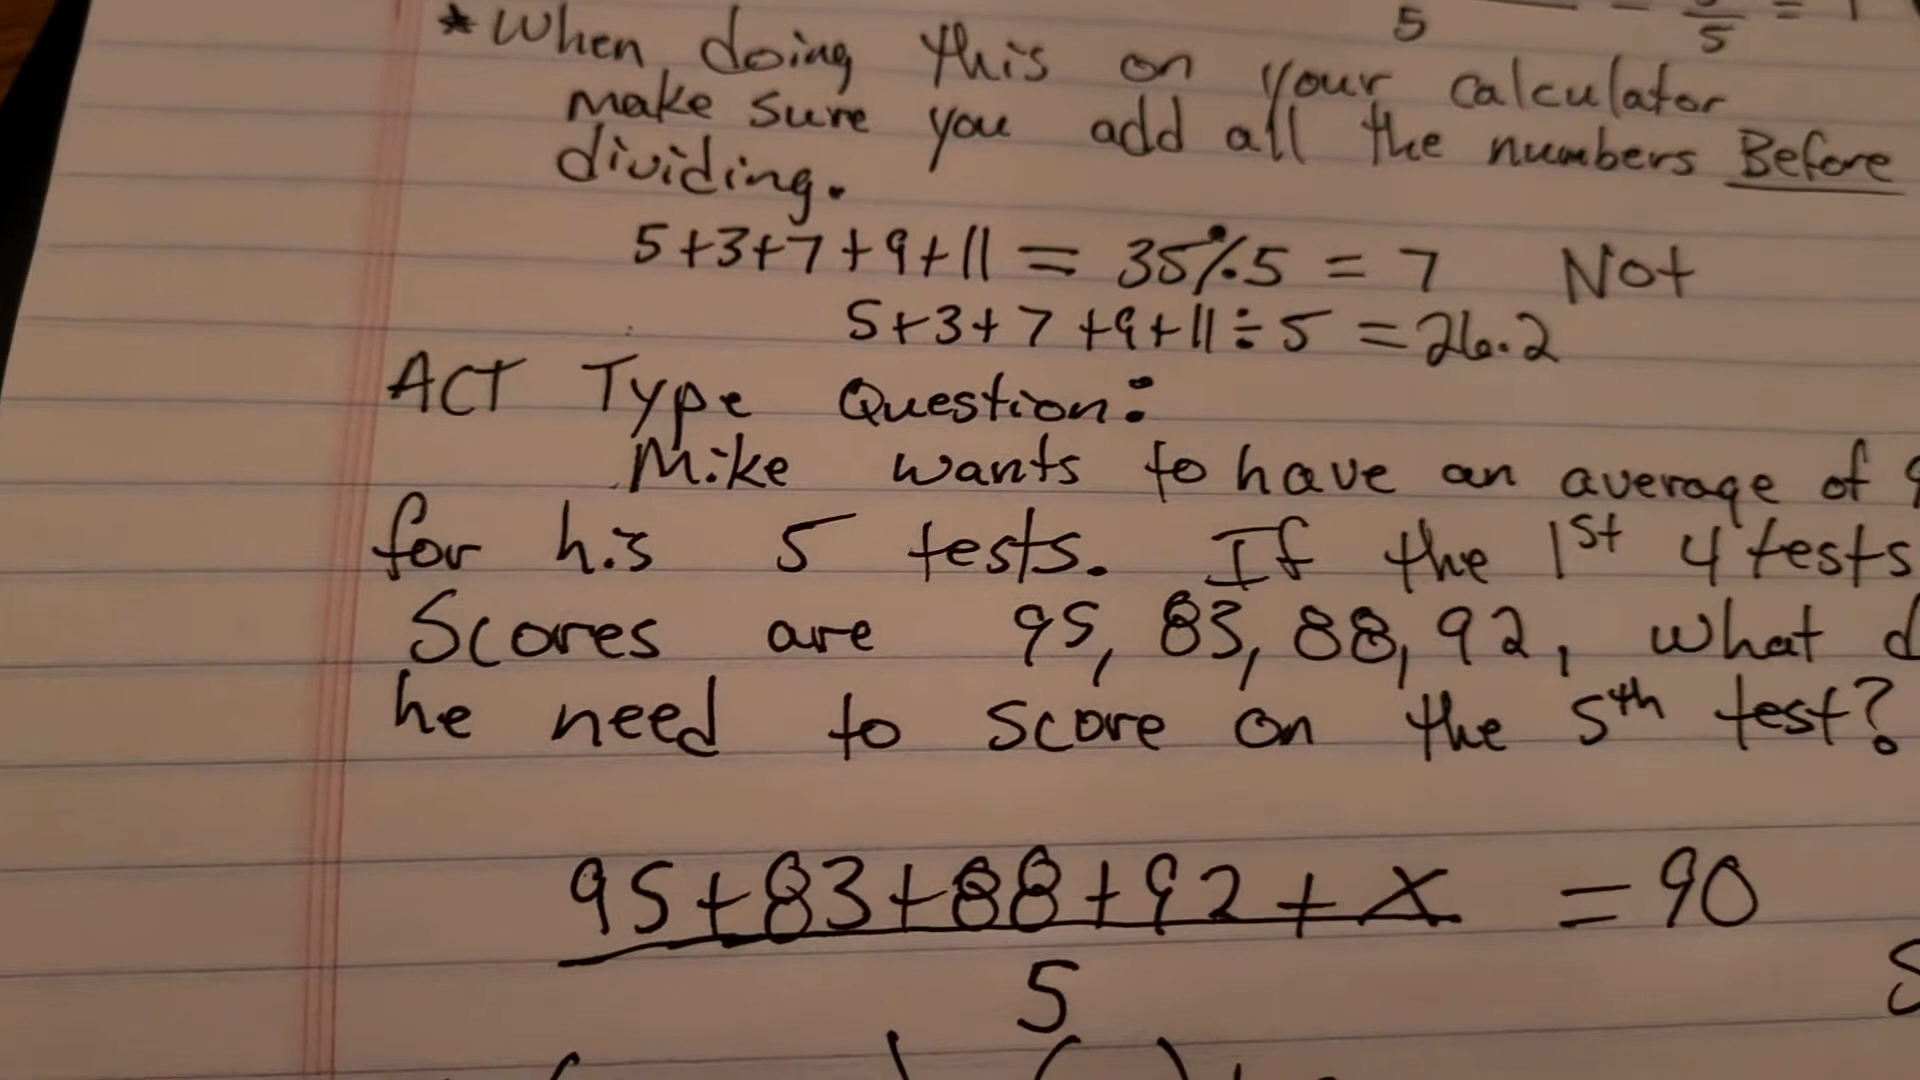 5 5 =
* When doing this on your calculator
make sure you add all the numbers Before
dividing.
5+3+7+9+11 = 35÷5 = 7 Not
5+3+7+9+11÷5 = 26.2
ACT Type Question:
Mike wants to have an average of
for his 5 tests. If the 1st 4 tests
Scores are 95, 83, 88, 92, what
he need to score on the 5th test?
95+83+88+92+x = 90
5